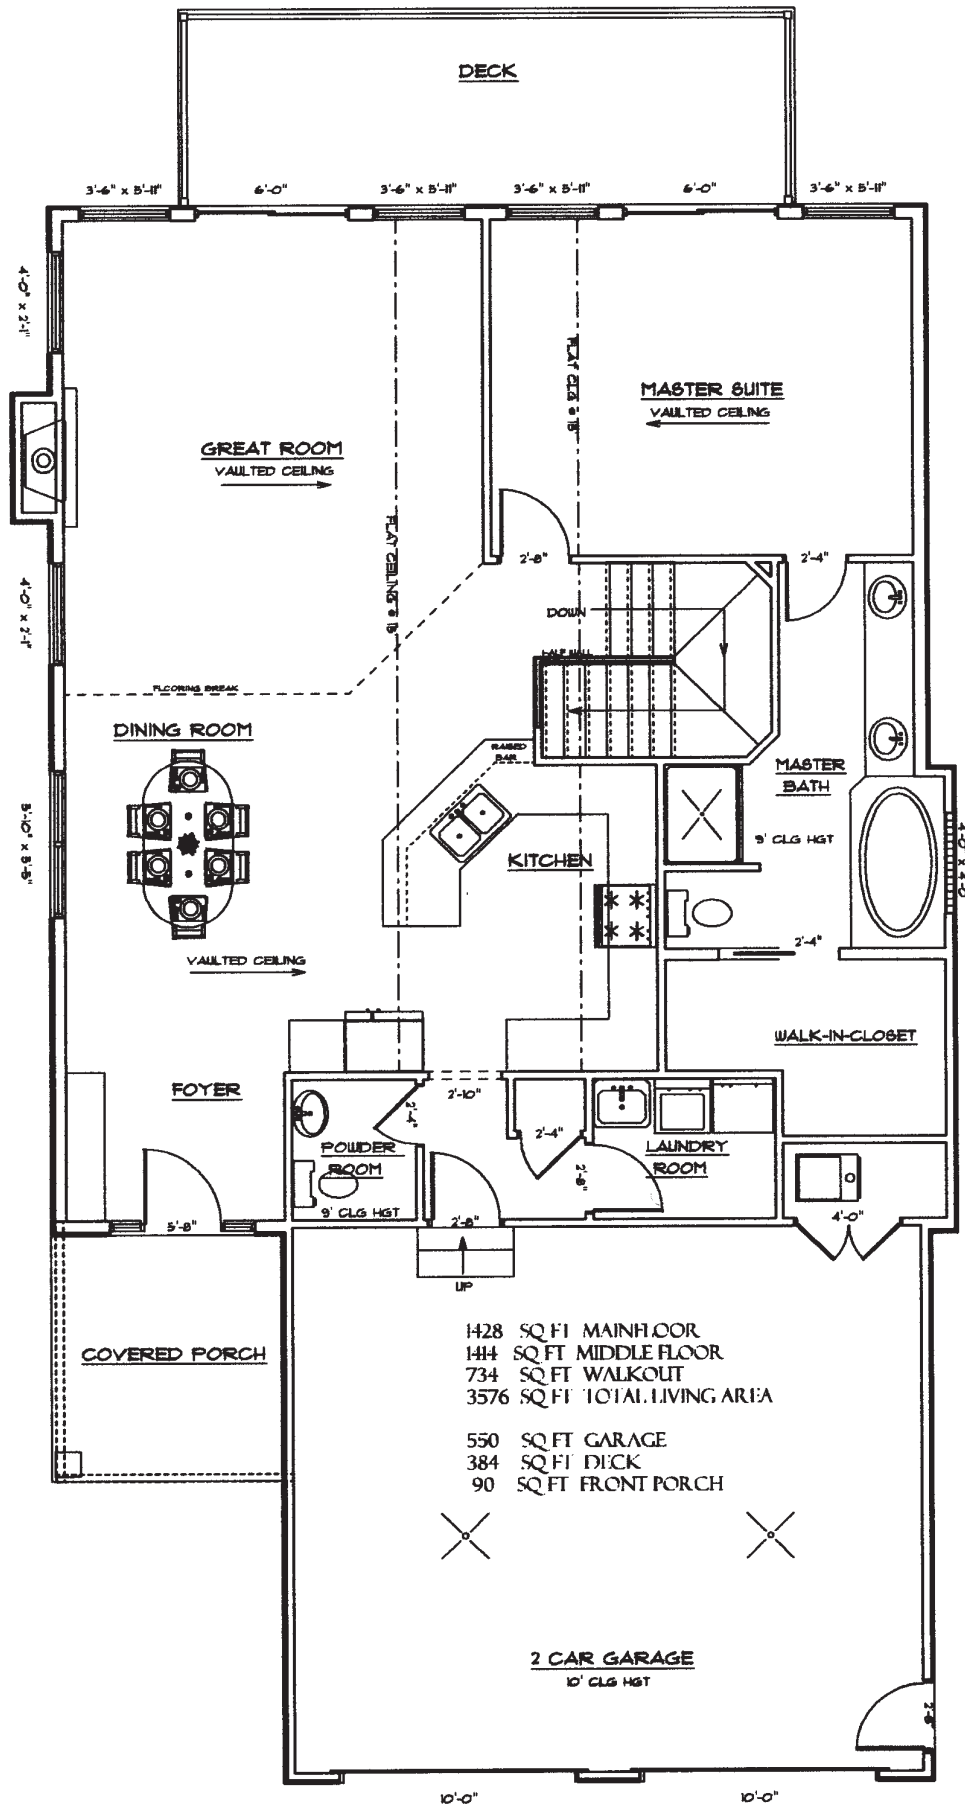 DECK
3'-6" x 5'-11"
6'-0"
3'-6" x 5'-11"
3'-6" x 5'-11"
6'-0"
3'-6" x 5'-11"
4'-0" x 2'-1"
FLAT CLG @ 15'
MASTER SUITE
VAULTED CEILING
GREAT ROOM
VAULTED CEILING
FLAT CEILING @ 15'
2'-8"
2'-4"
4'-0" x 2'-1"
DOWN
HALF WALL
FLOORING BREAK
DINING ROOM
RAISED
BAR
MASTER
BATH
5'-10" x 5'-5"
9' CLG HGT
4'-0" x 4'-0"
KITCHEN
2'-4"
VAULTED CEILING
WALK-IN-CLOSET
FOYER
2'-10"
2'-4"
2'-4"
POWDER
ROOM
LAUNDRY
ROOM
2'-8"
9' CLG HGT
5'-8"
2'-8"
4'-0"
UP
COVERED PORCH
1428 SQ FT MAINFLOOR
1414 SQ FT MIDDLE FLOOR
734 SQ FT WALKOUT
3576 SQ FT TOTAL LIVING AREA
550 SQ FT GARAGE
384 SQ FT DECK
90 SQ FT FRONT PORCH
2 CAR GARAGE
10' CLG HGT
2'-8"
10'-0"
10'-0"